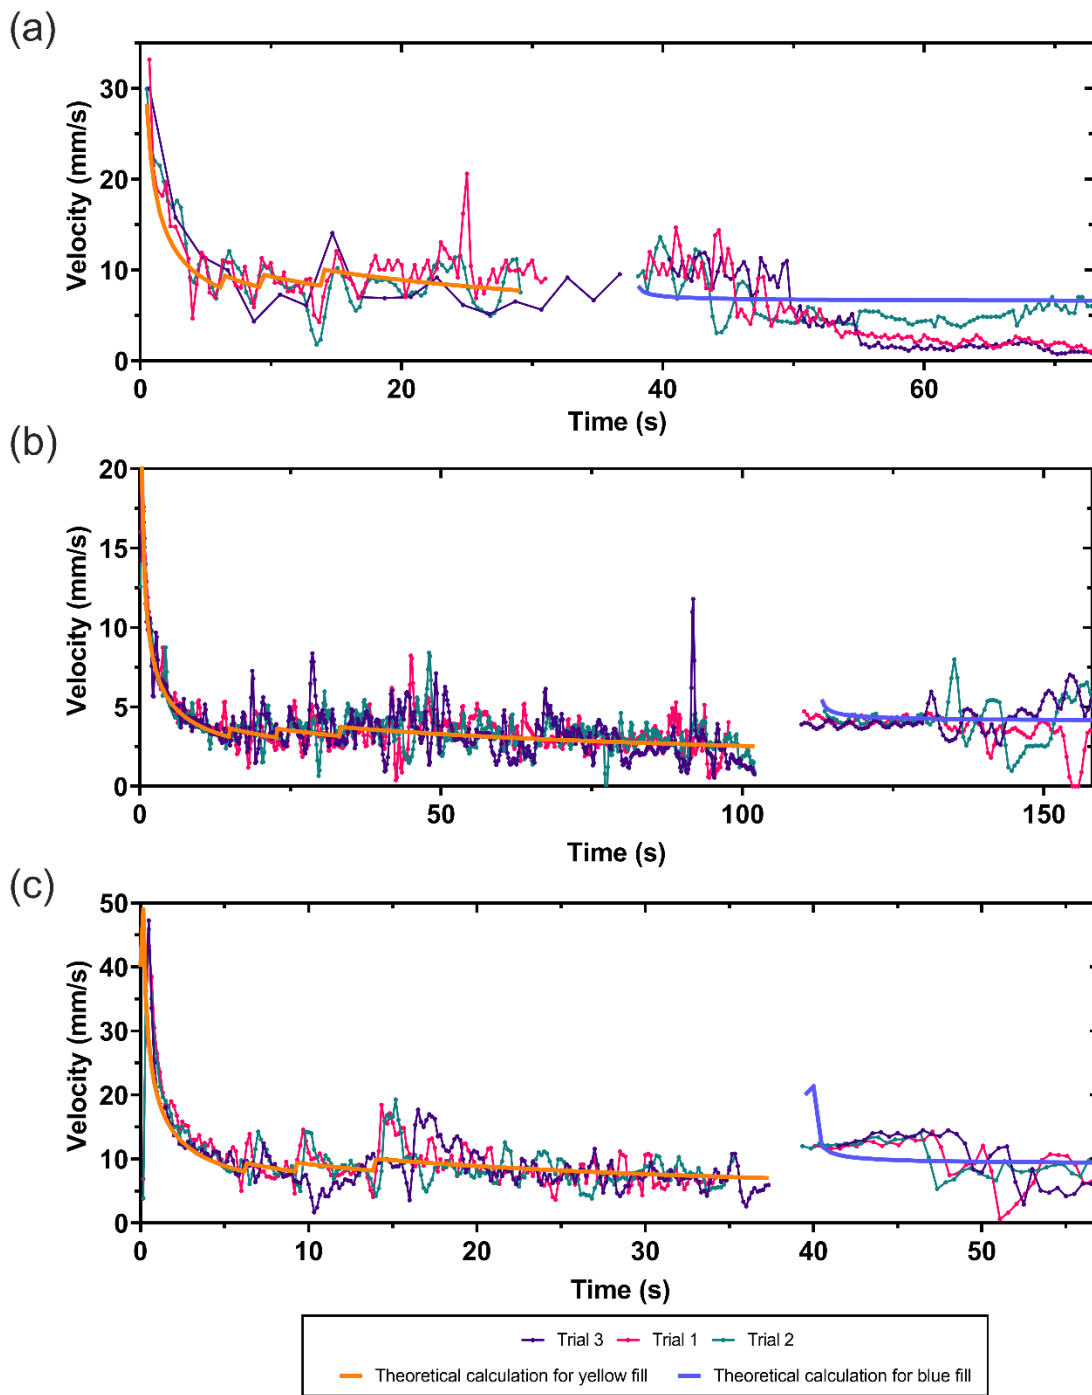 (a)
30
20
10
0
Velocity (mm/s)
0 20 40 60
Time (s)
(b)
20
15
10
5
0
Velocity (mm/s)
0 50 100 150
Time (s)
(c)
50
40
30
20
10
0
Velocity (mm/s)
0 10 20 30 40 50
Time (s)
Trial 3 Trial 1 Trial 2
Theoretical calculation for yellow fill Theoretical calculation for blue fill